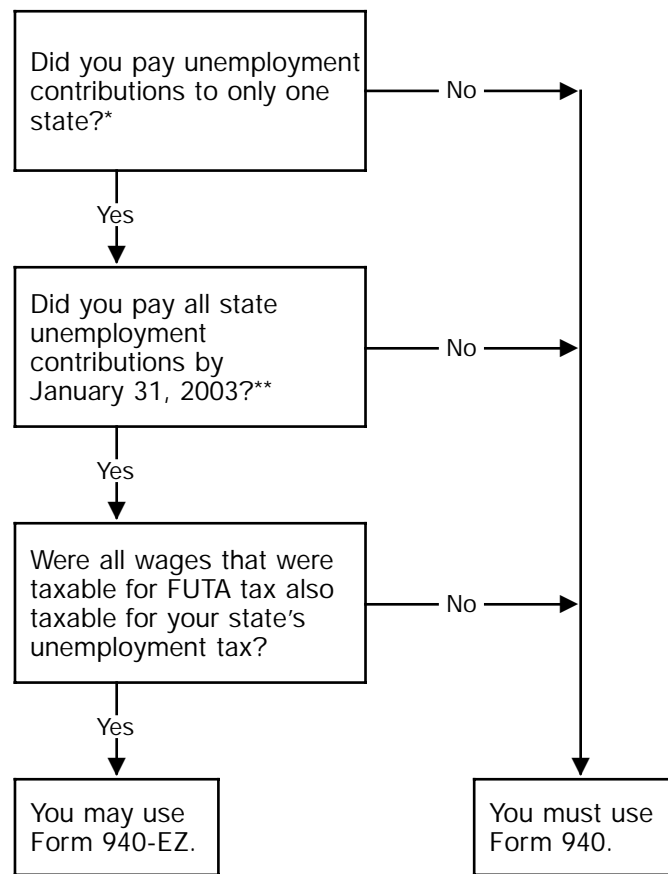 Did you pay unemployment
contributions to only one
state?*
No
Yes
Did you pay all state
unemployment
contributions by
January 31, 2003?**
No
Yes
Were all wages that were
taxable for FUTA tax also
taxable for your state's
unemployment tax?
No
Yes
You may use
Form 940-EZ.
You must use
Form 940.